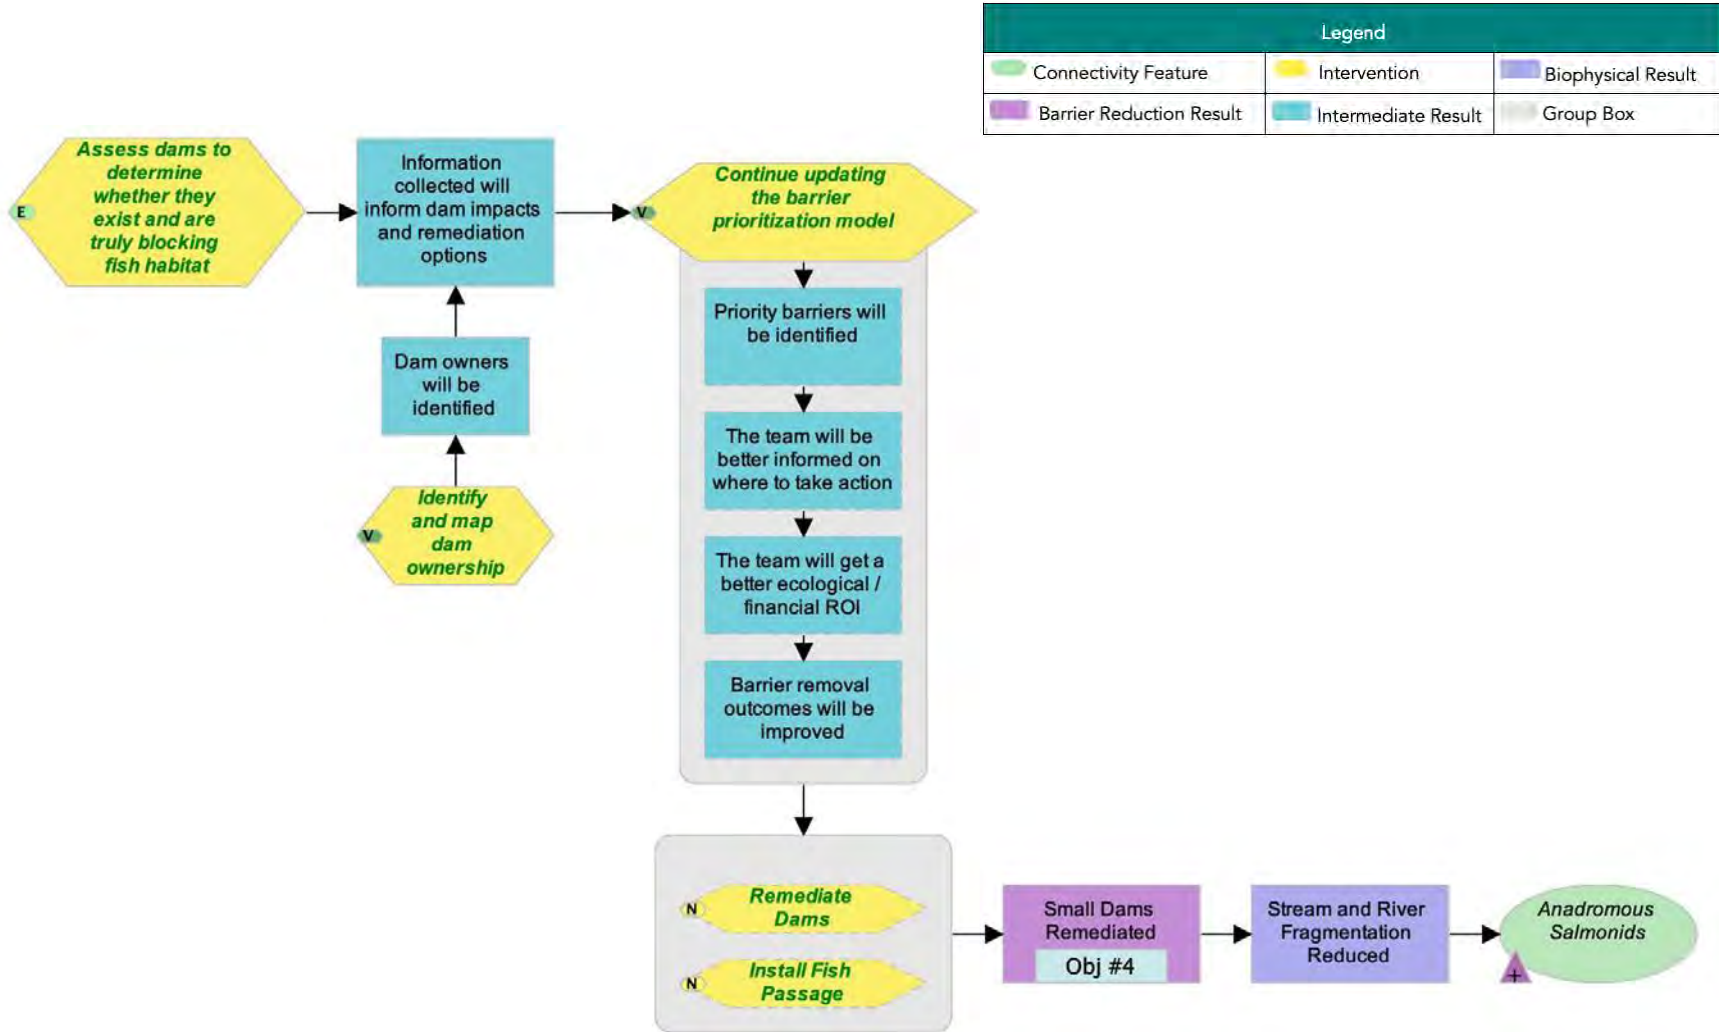 Legend
Connectivity Feature
Intervention
Biophysical Result
Barrier Reduction Result
Intermediate Result
Group Box
Assess dams to
determine
whether they
exist and are
truly blocking
fish habitat
E
Information
collected will
inform dam impacts
and remediation
options
Continue updating
the barrier
prioritization model
V
Dam owners
will be
identified
Identify
and map
dam
ownership
V
Priority barriers will
be identified
The team will be
better informed on
where to take action
The team will get a
better ecological /
financial ROI
Barrier removal
outcomes will be
improved
Remediate
Dams
N
Install Fish
Passage
N
Small Dams
Remediated
Obj #4
Stream and River
Fragmentation
Reduced
Anadromous
Salmonids
+